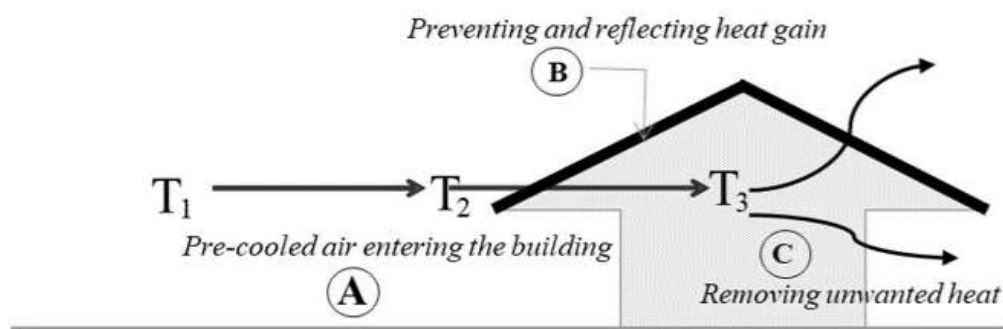 Preventing and reflecting heat gain
B
T₁
T₂
T₃
Pre-cooled air entering the building
A
C
Removing unwanted heat